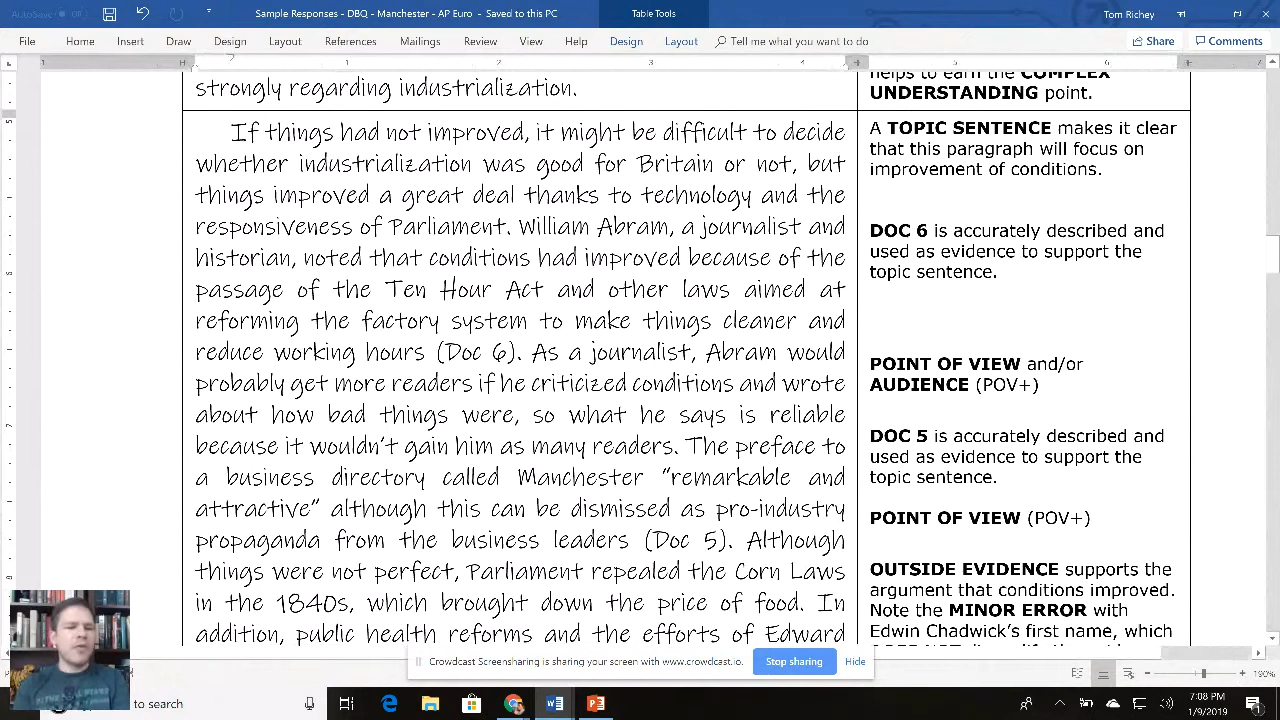 AutoSave
Off
Sample Responses - DBQ - Manchester - AP Euro - Saved to this PC
Table Tools
Tom Richey
File Home Insert Draw Design Layout References Mailings Review View Help Design Layout Tell me what you want to do Share Comments
1 1 2 3 4 5 6 7
strongly regarding industrialization.
If things had not improved, it might be difficult to decide
whether industrialization was good for Britain or not, but
things improved a great deal thanks to technology and the
responsiveness of Parliament. William Abram, a journalist and
historian, noted that conditions had improved because of the
passage of the Ten Hour Act and other laws aimed at
reforming the factory system to make things cleaner and
reduce working hours (Doc 6). As a journalist, Abram would
probably get more readers if he criticized conditions and wrote
about how bad things were, so what he says is reliable
because it wouldn't gain him as many readers. The preface to
a business directory called Manchester "remarkable and
attractive" although this can be dismissed as pro-industry
propaganda from the business leaders (Doc 5). Although
things were not perfect, Parliament repealed the Corn Laws
in the 1840s, which brought down the price of food. In
addition, public health reforms and the efforts of Edward
helps to earn the COMPLEX
UNDERSTANDING point.
A TOPIC SENTENCE makes it clear
that this paragraph will focus on
improvement of conditions.
DOC 6 is accurately described and
used as evidence to support the
topic sentence.
POINT OF VIEW and/or
AUDIENCE (POV+)
DOC 5 is accurately described and
used as evidence to support the
topic sentence.
POINT OF VIEW (POV+)
OUTSIDE EVIDENCE supports the
argument that conditions improved.
Note the MINOR ERROR with
Edwin Chadwick's first name, which
Crowdcast Screensharing is sharing your screen with www.crowdcast.io.
Stop sharing
Hide
190%
to search
7:08 PM
1/9/2019